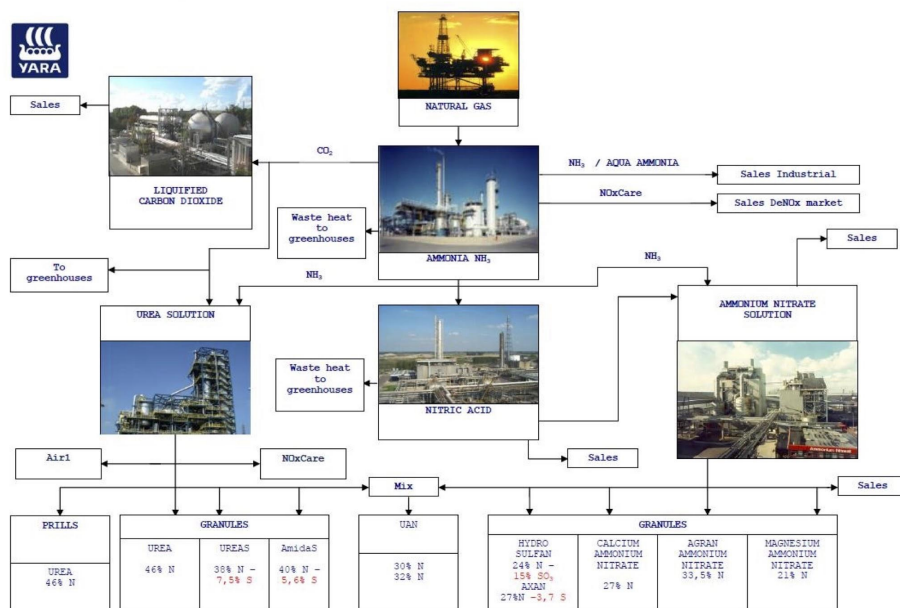 YARA
NATURAL GAS
Sales
CO₂
NH₃ / AQUA AMMONIA
Sales Industrial
LIQUIFIED
CARBON DIOXIDE
NOxCare
Sales DeNOx market
Waste heat
to
greenhouses
AMMONIA NH₃
Sales
To
greenhouses
NH₃
NH₃
UREA SOLUTION
AMMONIUM NITRATE
SOLUTION
Waste heat
to
greenhouses
NITRIC ACID
Air1
NOxCare
Sales
Mix
Sales
PRILLS
UREA
46% N
GRANULES
UREA
46% N
UREAS
38% N -
7,5% S
AmidaS
40% N -
5,6% S
UAN
30% N
32% N
GRANULES
HYDRO
SULFAN
24% N -
15% SO₃
AXAN
27%N -3,7 S
CALCIUM
AMMONIUM
NITRATE
27% N
AGRAN
AMMONIUM
NITRATE
33,5% N
MAGNESIUM
AMMONIUM
NITRATE
21% N